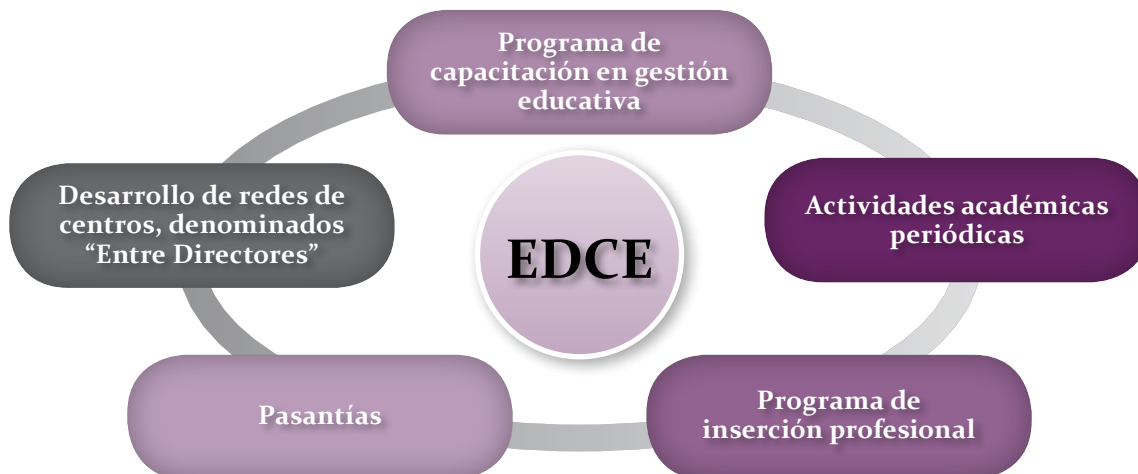 Programa de
capacitación en gestión
educativa
Desarrollo de redes de
centros, denominados
“Entre Directores”
EDCE
Actividades académicas
periódicas
Pasantías
Programa de
inserción profesional